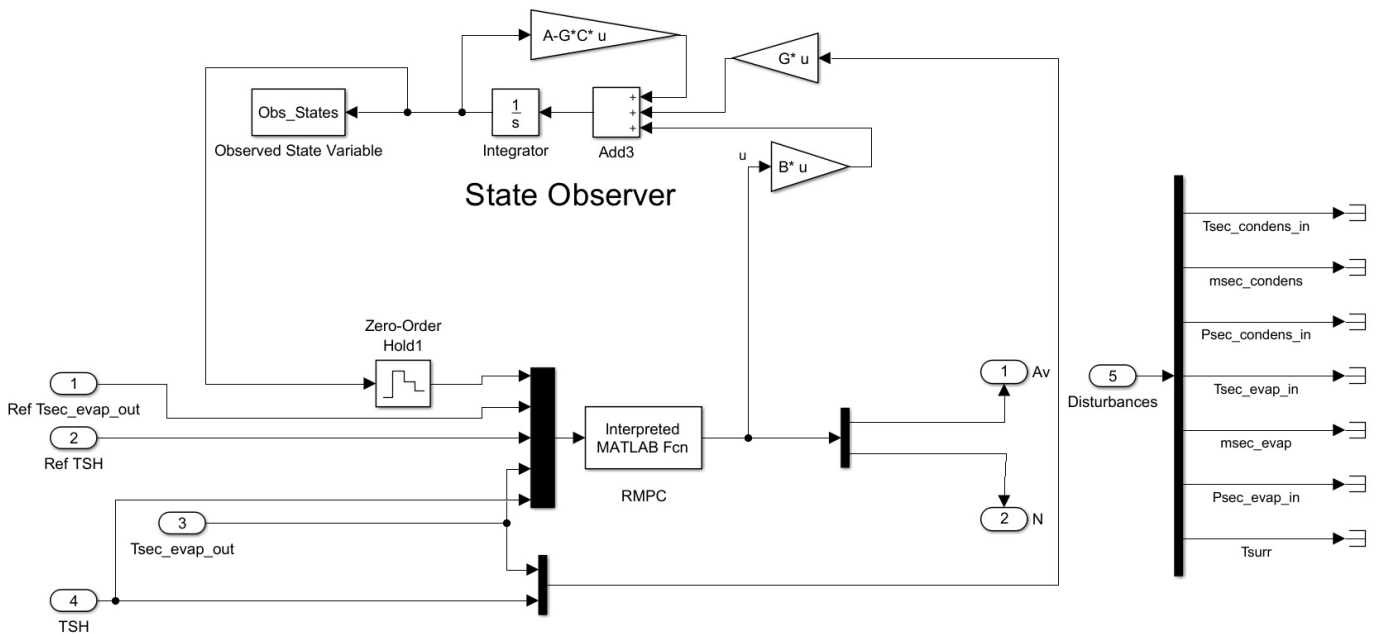 A-G*C* u
G* u
Obs_States
1
s
+
+
+
Observed State Variable
Integrator
Add3
u
B* u
State Observer
Tsec_condens_in
msec_condens
Psec_condens_in
Tsec_evap_in
msec_evap
Psec_evap_in
Tsurr
5
Disturbances
Zero-Order
Hold1
1
Ref Tsec_evap_out
2
Ref TSH
3
Tsec_evap_out
4
TSH
Interpreted
MATLAB Fcn
RMPC
1
Av
2
N